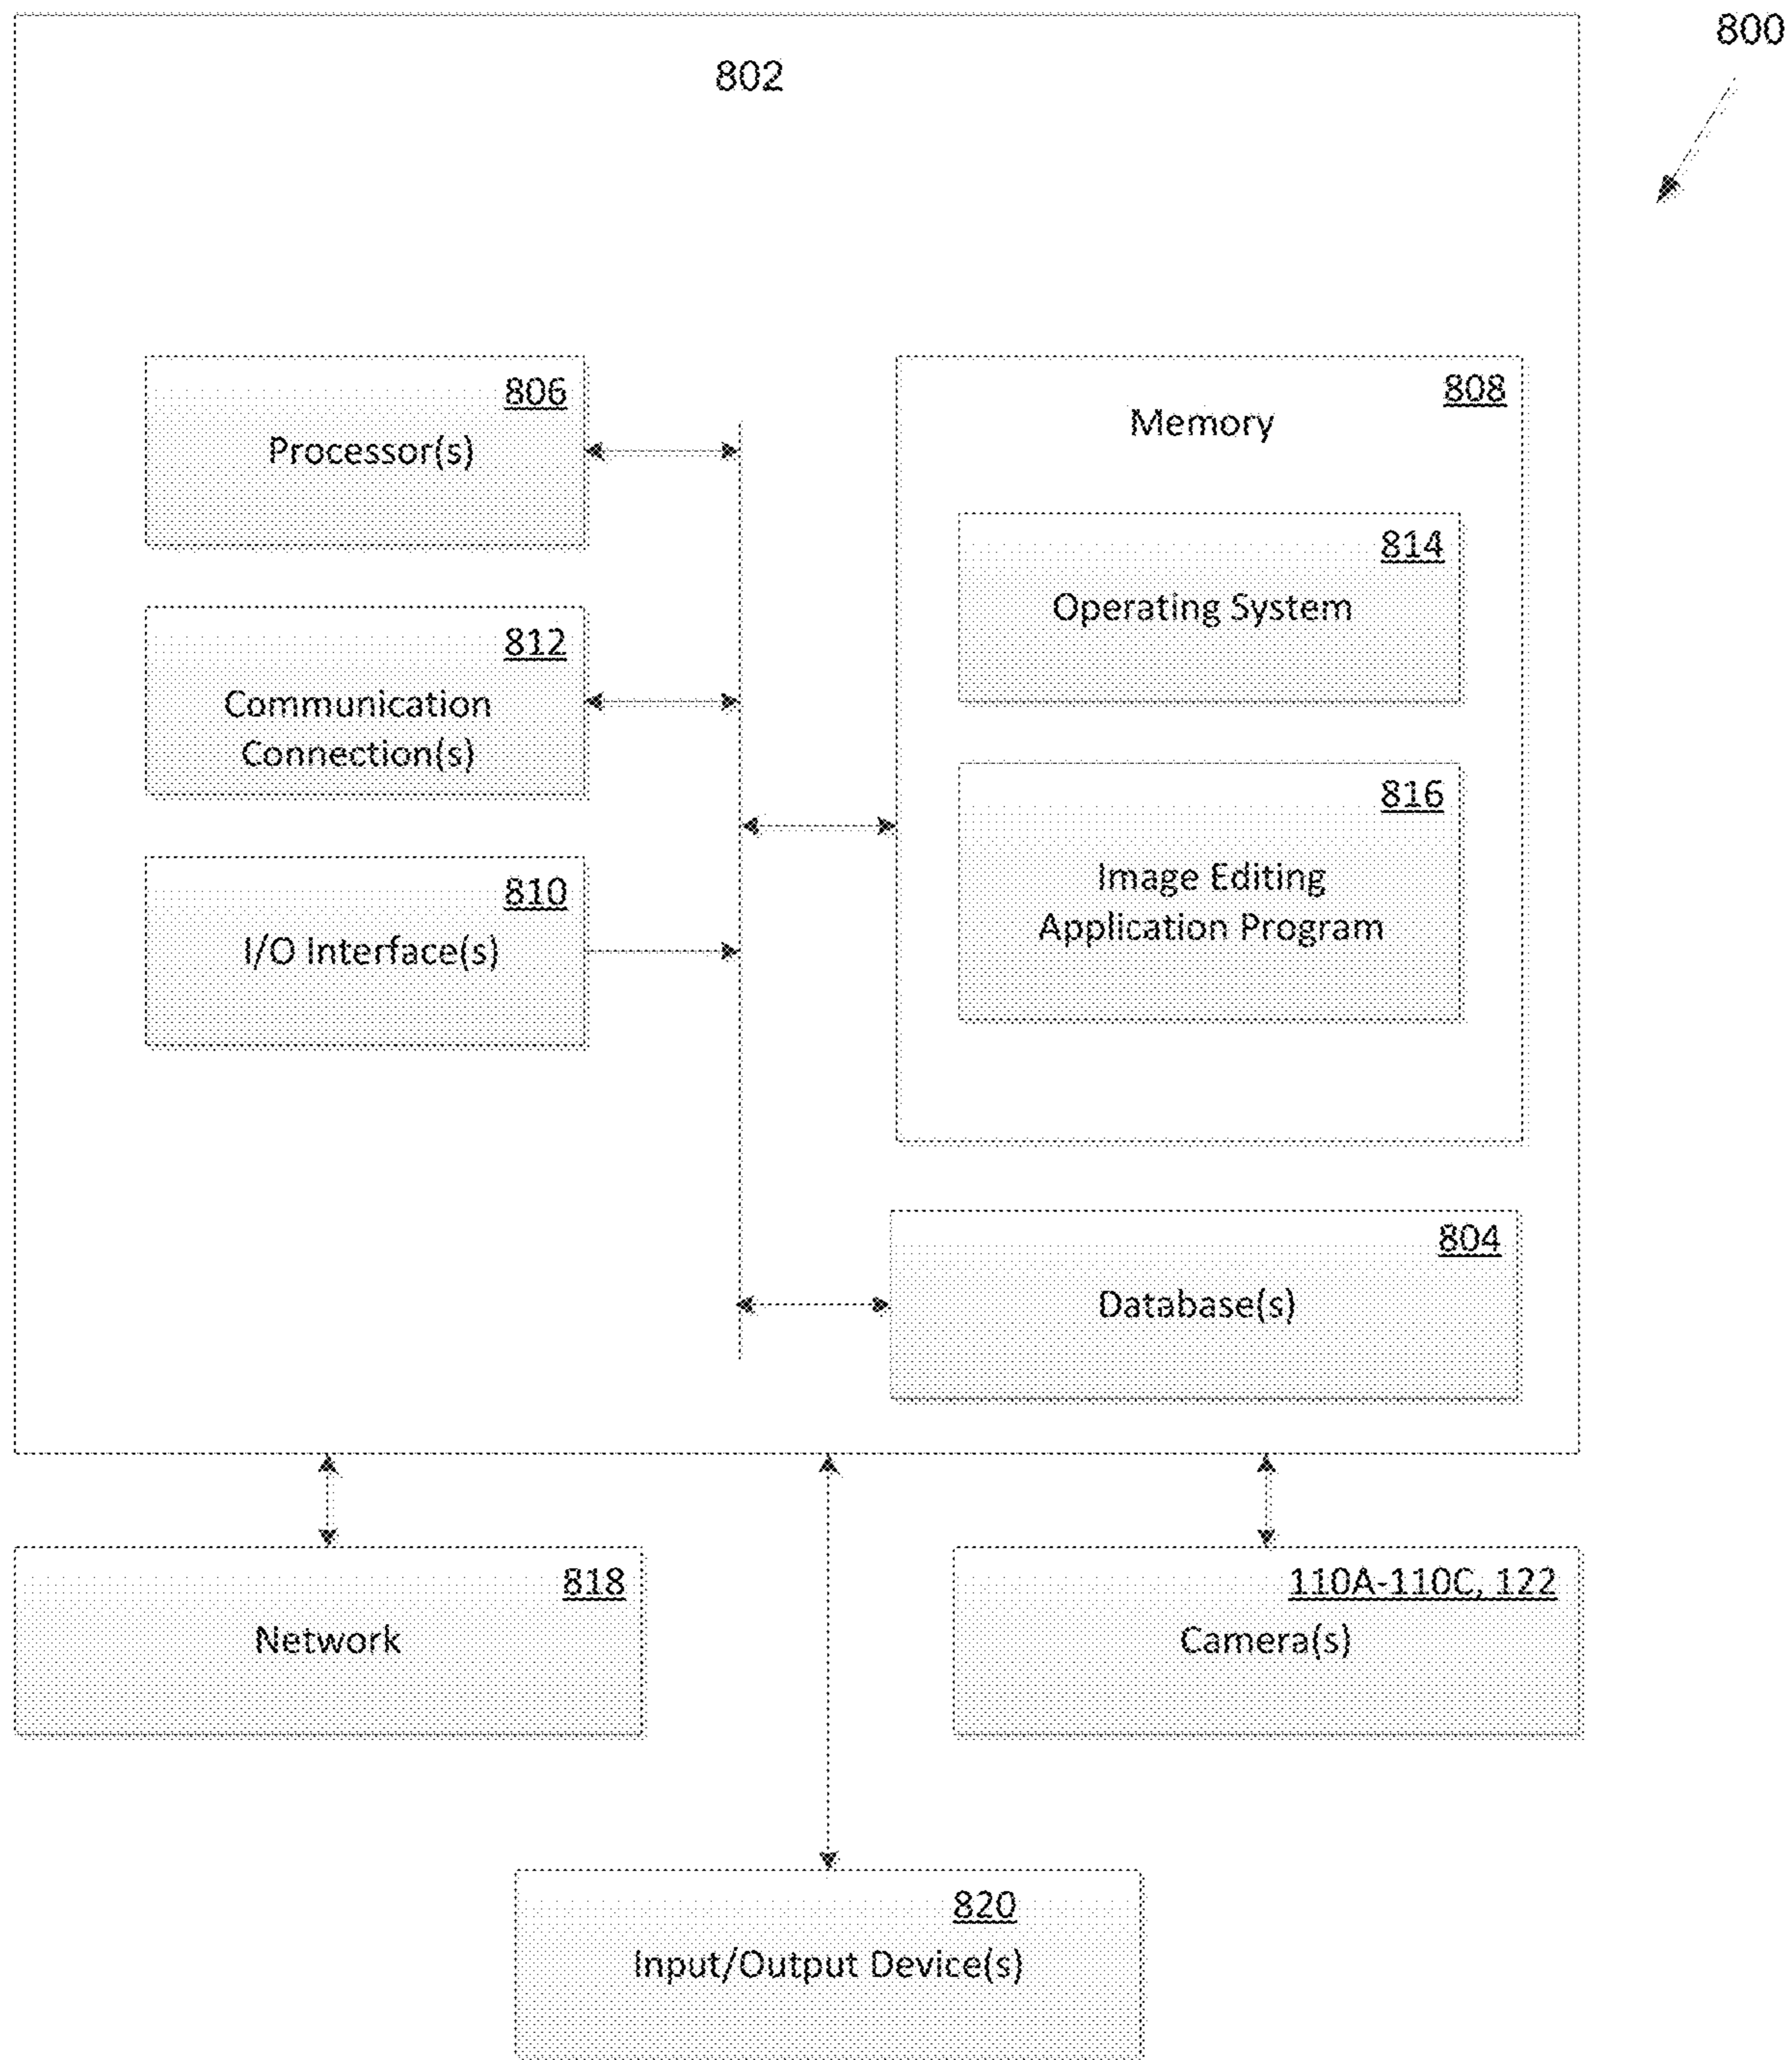 800
802
806
Processor(s)
812
Communication
Connection(s)
810
I/O Interface(s)
808
Memory
814
Operating System
816
Image Editing
Application Program
804
Database(s)
818
Network
110A-110C, 122
Camera(s)
820
Input/Output Device(s)